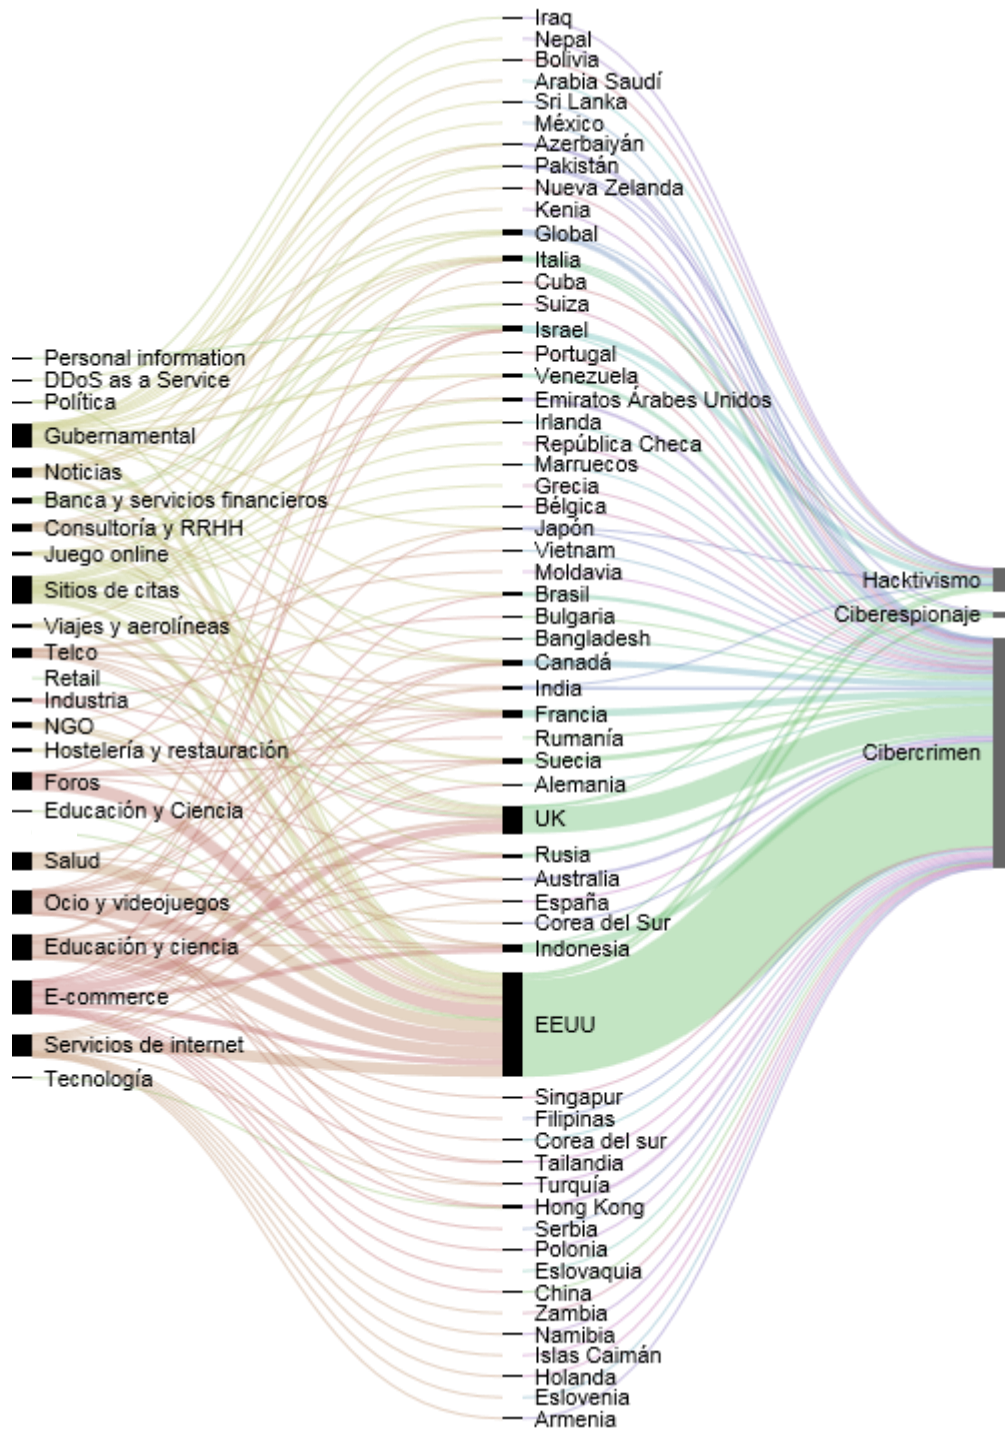 Personal information
DDoS as a Service
Política
Gubernamental
Noticias
Banca y servicios financieros
Consultoría y RRHH
Juego online
Sitios de citas
Viajes y aerolíneas
Telco
Retail
Industria
NGO
Hostelería y restauración
Foros
Educación y Ciencia
Salud
Ocio y videojuegos
Educación y ciencia
E-commerce
Servicios de internet
Tecnología
Iraq
Nepal
Bolivia
Arabia Saudí
Sri Lanka
México
Azerbaiyán
Pakistán
Nueva Zelanda
Kenia
Global
Italia
Cuba
Suiza
Israel
Portugal
Venezuela
Emiratos Árabes Unidos
Irlanda
República Checa
Marruecos
Grecia
Bélgica
Japón
Vietnam
Moldavia
Brasil
Bulgaria
Bangladesh
Canadá
India
Francia
Rumanía
Suecia
Alemania
UK
Rusia
Australia
España
Corea del Sur
Indonesia
EEUU
Singapur
Filipinas
Corea del sur
Tailandia
Turquía
Hong Kong
Serbia
Polonia
Eslovaquia
China
Zambia
Namibia
Islas Caimán
Holanda
Eslovenia
Armenia
Hacktivismo
Ciberespionaje
Cibercrimen